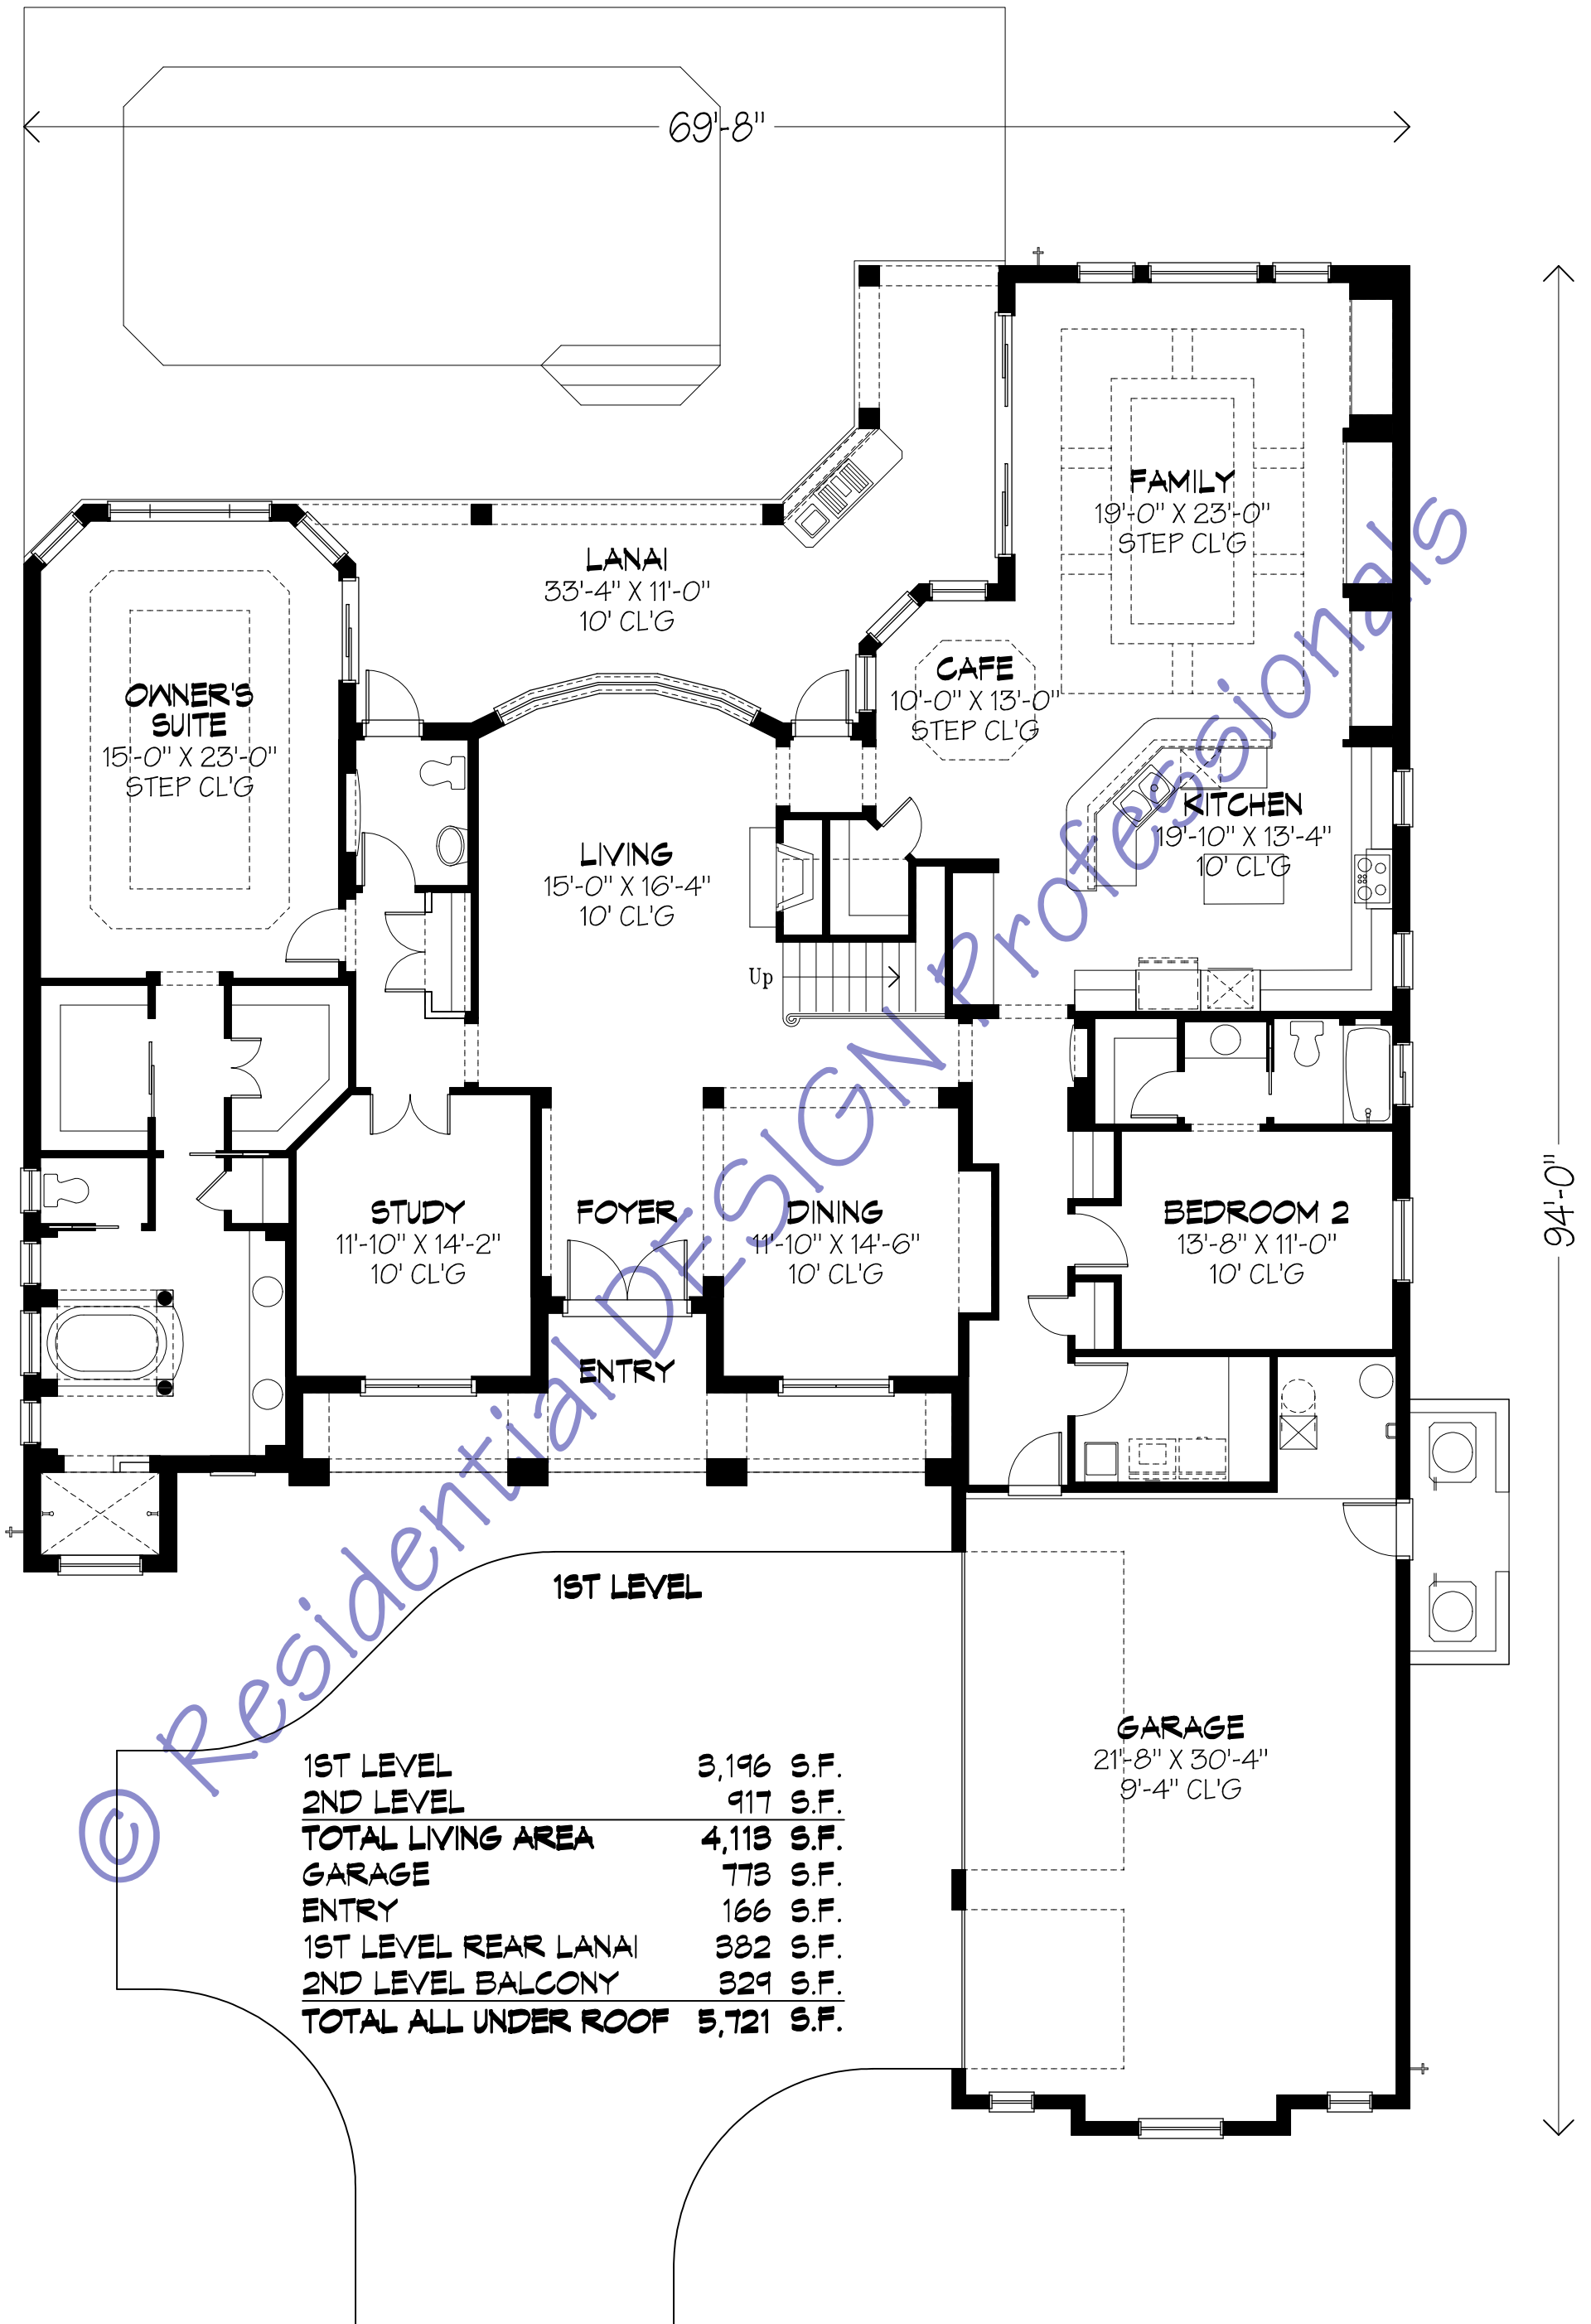 69'-8"
FAMILY
19'-0" X 23'-0"
STEP CL'G
LANAI
33'-4" X 11'-0"
10' CL'G
OWNER'S
SUITE
15'-0" X 23'-0"
STEP CL'G
CAFE
10'-0" X 13'-0"
STEP CL'G
KITCHEN
19'-10" X 13'-4"
10' CL'G
LIVING
15'-0" X 16'-4"
10' CL'G
Up
94'-0"
STUDY
11'-10" X 14'-2"
10' CL'G
FOYER
DINING
11'-10" X 14'-6"
10' CL'G
BEDROOM 2
13'-8" X 11'-0"
10' CL'G
ENTRY
© Residential DESIGN Professionals
1ST LEVEL
GARAGE
21'-8" X 30'-4"
9'-4" CL'G
1ST LEVEL 3,196 S.F.
2ND LEVEL 917 S.F.
TOTAL LIVING AREA 4,113 S.F.
GARAGE 773 S.F.
ENTRY 166 S.F.
1ST LEVEL REAR LANAI 382 S.F.
2ND LEVEL BALCONY 329 S.F.
TOTAL ALL UNDER ROOF 5,721 S.F.